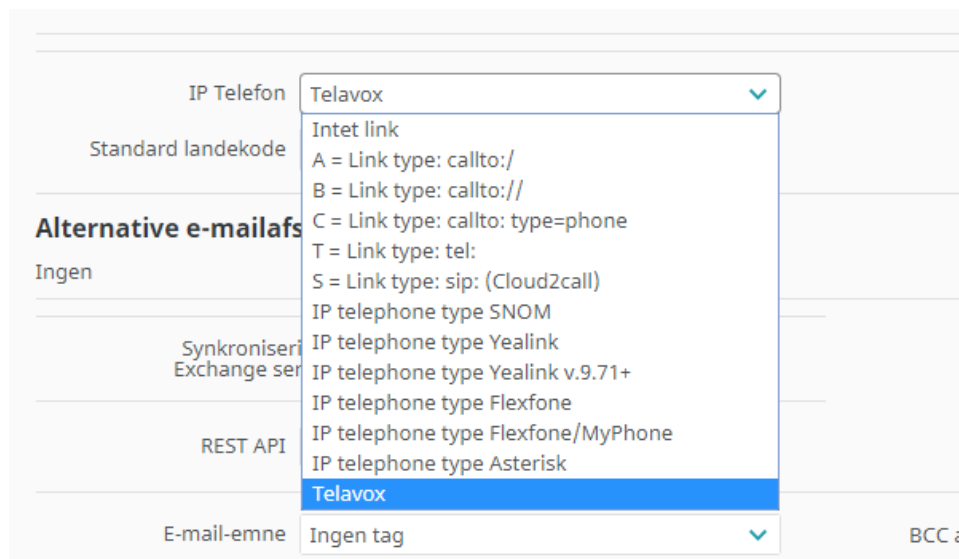 IP Telefon
Telavox
Intet link
Standard landekode
A = Link type: callto:/
B = Link type: callto://
C = Link type: callto: type=phone
Alternative e-mailafs
T = Link type: tel:
Ingen
S = Link type: sip: (Cloud2call)
IP telephone type SNOM
Synkroniseri
IP telephone type Yealink
Exchange ser
IP telephone type Yealink v.9.71+
IP telephone type Flexfone
IP telephone type Flexfone/MyPhone
REST API
IP telephone type Asterisk
Telavox
E-mail-emne
Ingen tag
BCC a